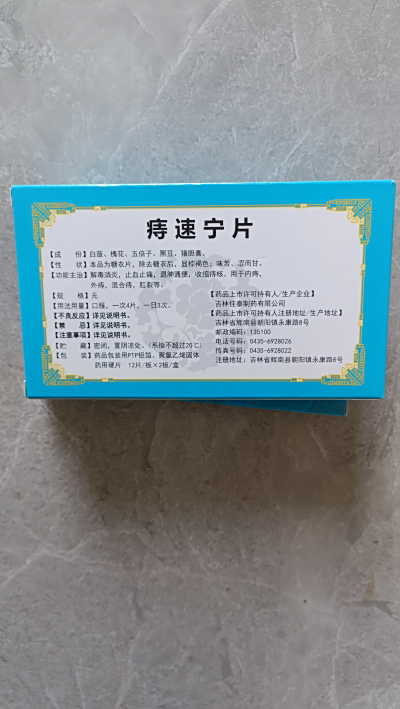 痔速宁片
【成　　份】白蔹、槐花、五倍子、黑豆、猪胆膏。
【性　　状】本品为糖衣片，除去糖衣后，显棕褐色；味苦、涩而甘。
【功能主治】解毒消炎，止血止痛，退肿通便，收缩痔核。用于内痔，
外痔，混合痔，肛裂等。
【规　　格】无
【用法用量】口服，一次4片，一日3次。
【不良反应】详见说明书。
【禁　　忌】详见说明书。
【注意事项】详见说明书。
【贮　　藏】密闭，置阴凉处。（系指不超过20℃）
【包　　装】药品包装用PTP铝箔，聚氯乙烯固体
药用硬片　12片/板×2板/盒
【药品上市许可持有人/生产企业】
吉林任泰制药有限公司
【药品上市许可持有人注册地址/生产地址】
吉林省辉南县朝阳镇永康路8号
邮政编码：135100
电话号码：0435-6928026
传真号码：0435-6928022
注册地址：吉林省辉南县朝阳镇永康路8号